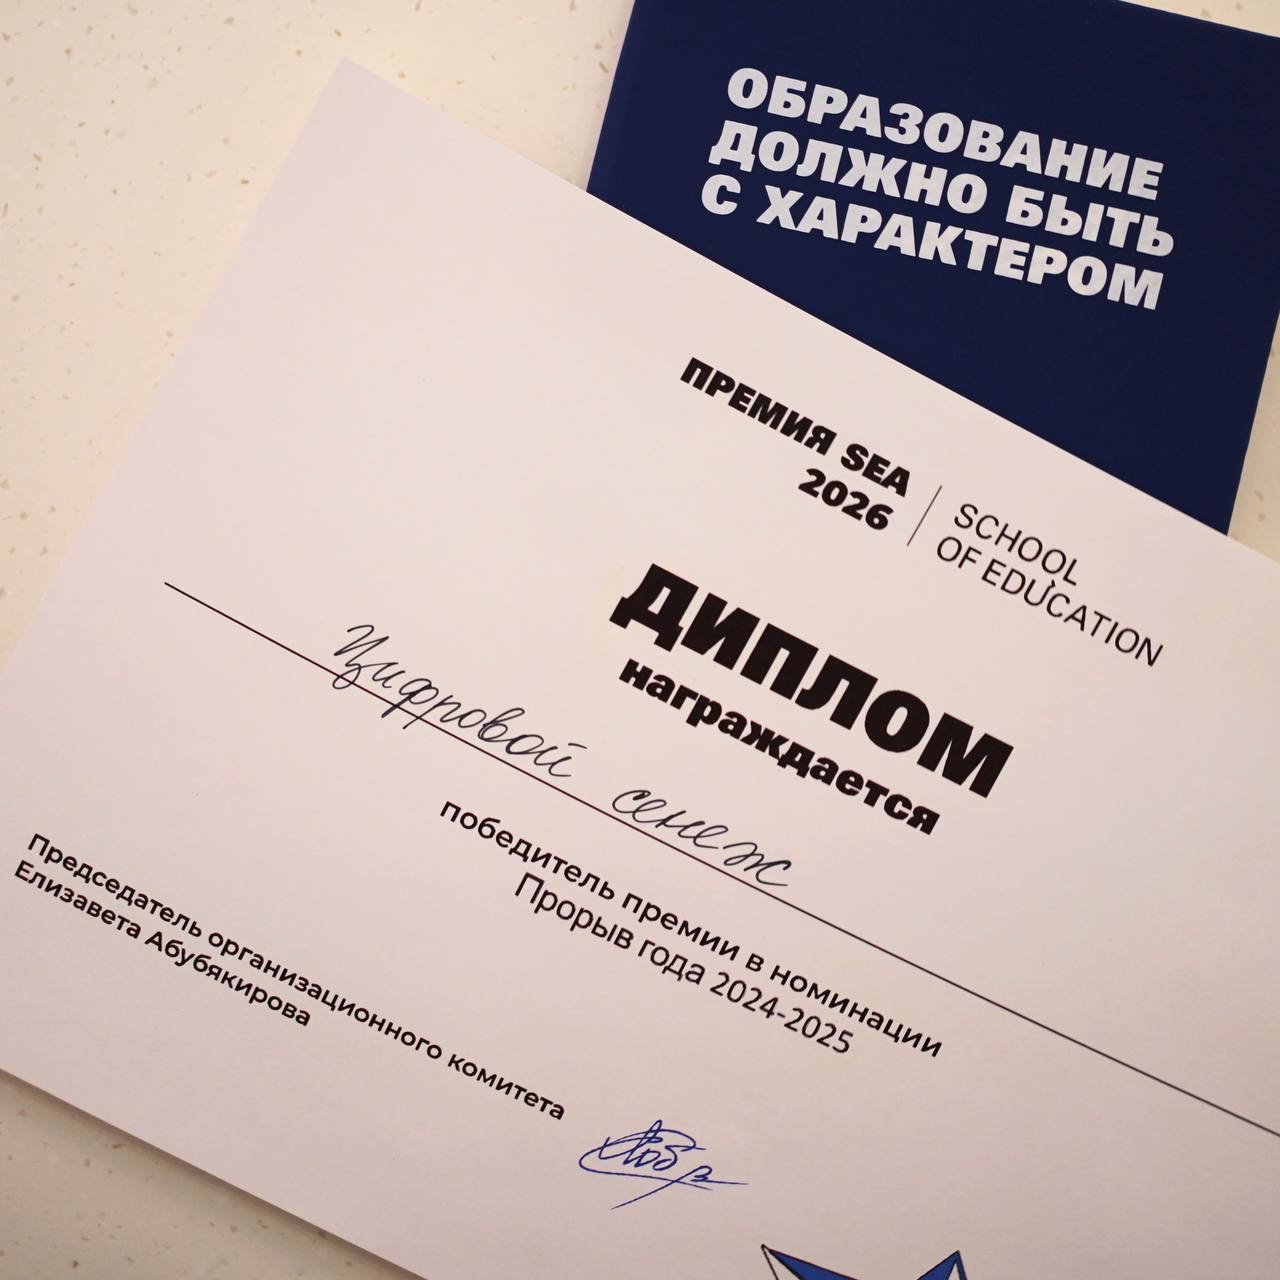 ОБРАЗОВАНИЕ
ДОЛЖНО БЫТЬ
С ХАРАКТЕРОМ
ПРЕМИЯ SEA
2026
SCHOOL
OF EDUCATION
ДИПЛОМ
награждается
Цифровой сенеж
победитель премии в номинации
Прорыв года 2024-2025
Председатель организационного комитета
Елизавета Абубякирова